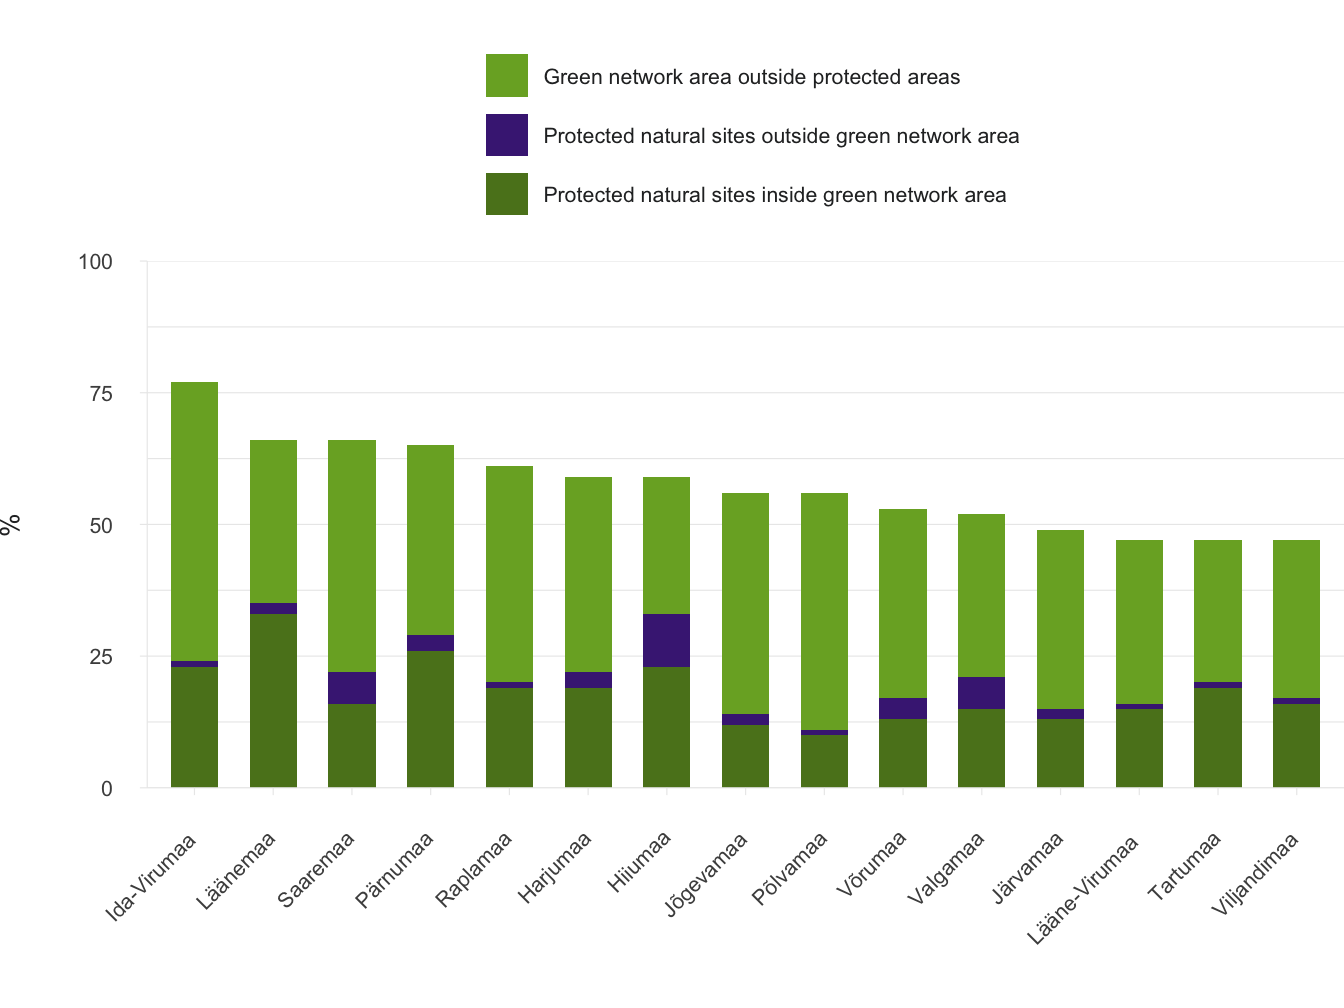 Green network area outside protected areas
Protected natural sites outside green network area
Protected natural sites inside green network area
100
75
50
25
0
%
Ida-Virumaa
Läänemaa
Saaremaa
Pärnumaa
Raplamaa
Harjumaa
Hiiumaa
Jõgevamaa
Põlvamaa
Võrumaa
Valgamaa
Järvamaa
Lääne-Virumaa
Tartumaa
Viljandimaa